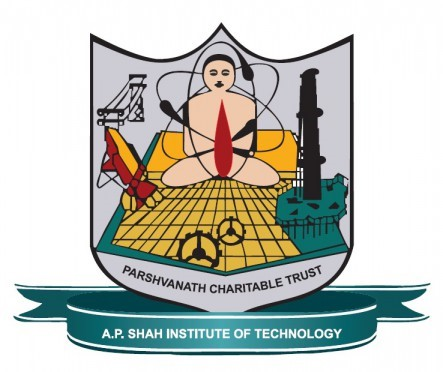 PARSHVANATH CHARITABLE TRUST
A.P. SHAH INSTITUTE OF TECHNOLOGY